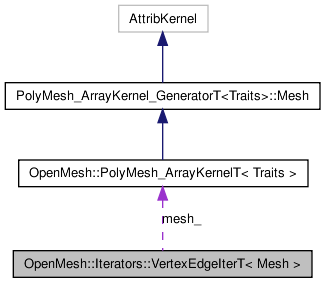 AttribKernel
PolyMesh_ArrayKernel_GeneratorT<Traits>::Mesh
OpenMesh::PolyMesh_ArrayKernelT< Traits >
mesh_
OpenMesh::Iterators::VertexEdgeIterT< Mesh >